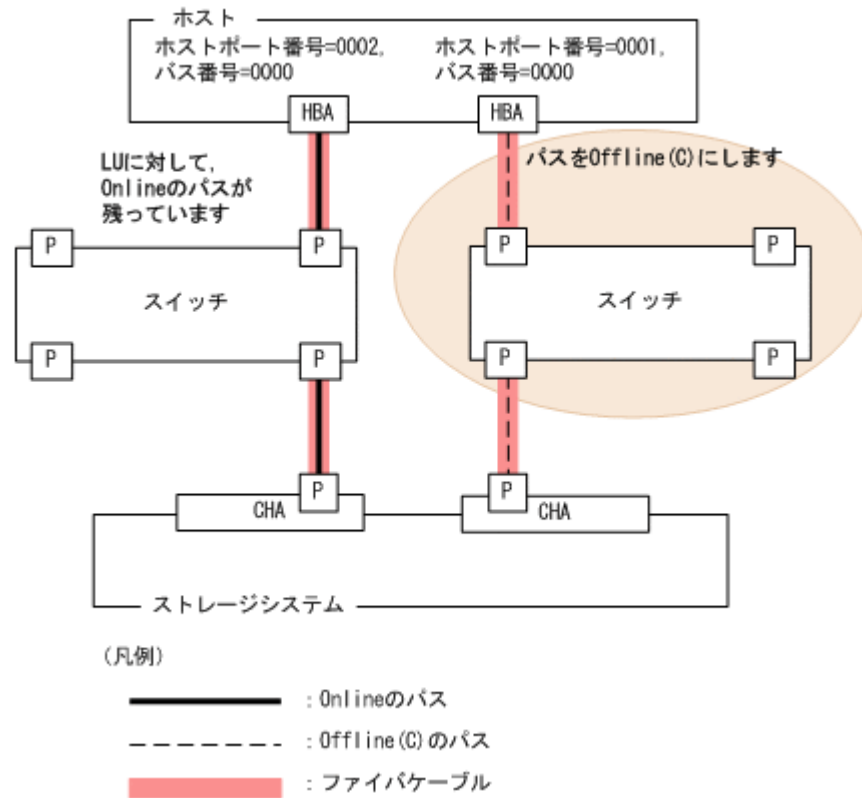 ホスト
ホストポート番号=0002,
バス番号=0000
ホストポート番号=0001,
バス番号=0000
HBA
HBA
LUに対して,
Onlineのパスが
残っています
パスをOffline(C)にします
P
P
P
P
スイッチ
スイッチ
P
P
P
P
P
P
CHA
CHA
ストレージシステム
(凡例)
:Onlineのパス
:Offline(C)のパス
:ファイバケーブル